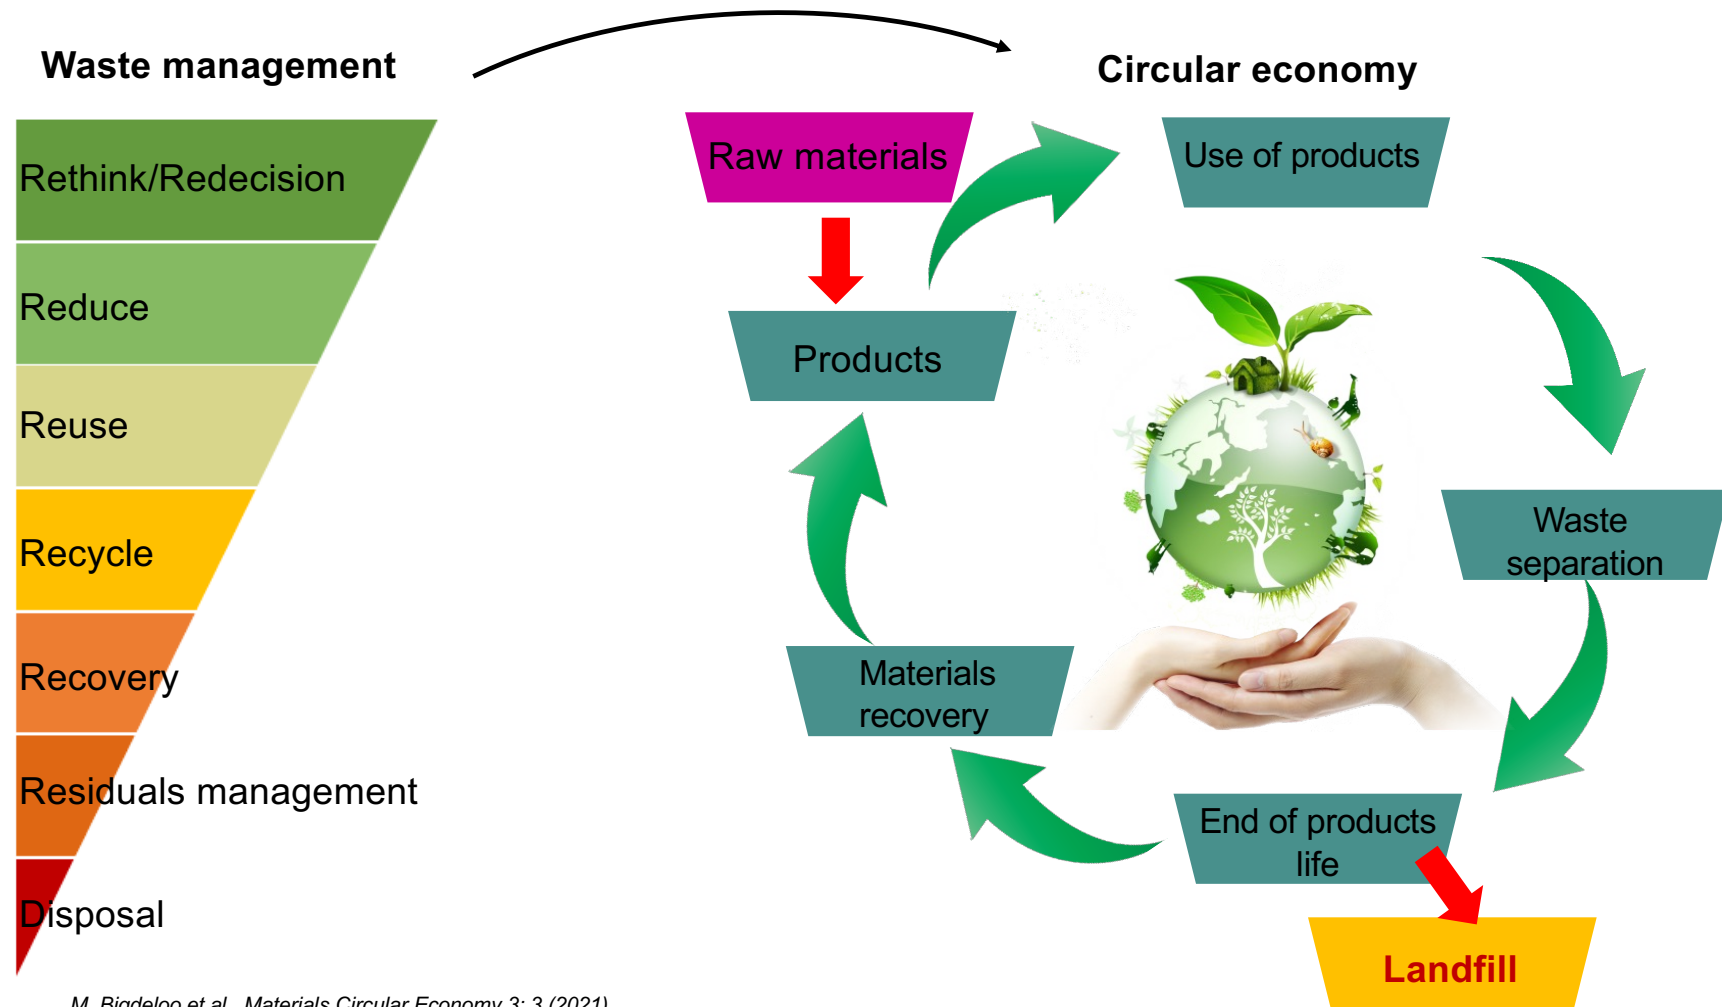 Waste management
Circular economy
Rethink/Redecision
Reduce
Reuse
Recycle
Recovery
Residuals management
Disposal
Raw materials
Use of products
Products
Waste
separation
Materials
recovery
End of products
life
Landfill
M. Bigdeloo et al., Materials Circular Economy 3: 3 (2021)